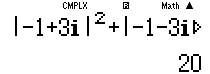 CMPLX R Math ▲
|-1+3i|²+|-1-3i▷
20